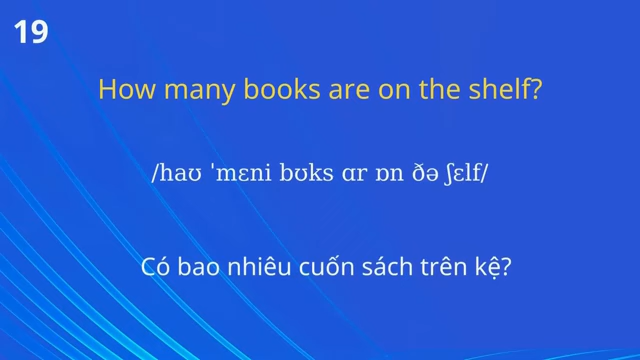 19
How many books are on the shelf?
/haʊ ˈmɛni bʊks ɑr ɒn ðə ʃɛlf/
Có bao nhiêu cuốn sách trên kệ?